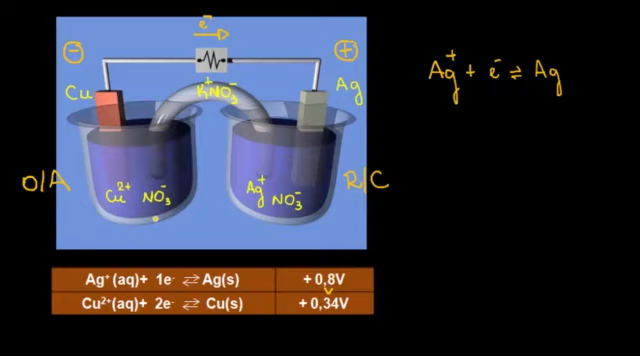 e⁻
⊖
⊕
Cu
K⁺NO₃⁻
Ag
Ag⁺ + e⁻ ⇌ Ag
O/A
R/C
Cu²⁺ NO₃⁻
Ag⁺ NO₃⁻
Ag⁺(aq)+ 1e⁻ ⇌ Ag(s) + 0,8V
Cu²⁺(aq)+ 2e⁻ ⇌ Cu(s) + 0,34V